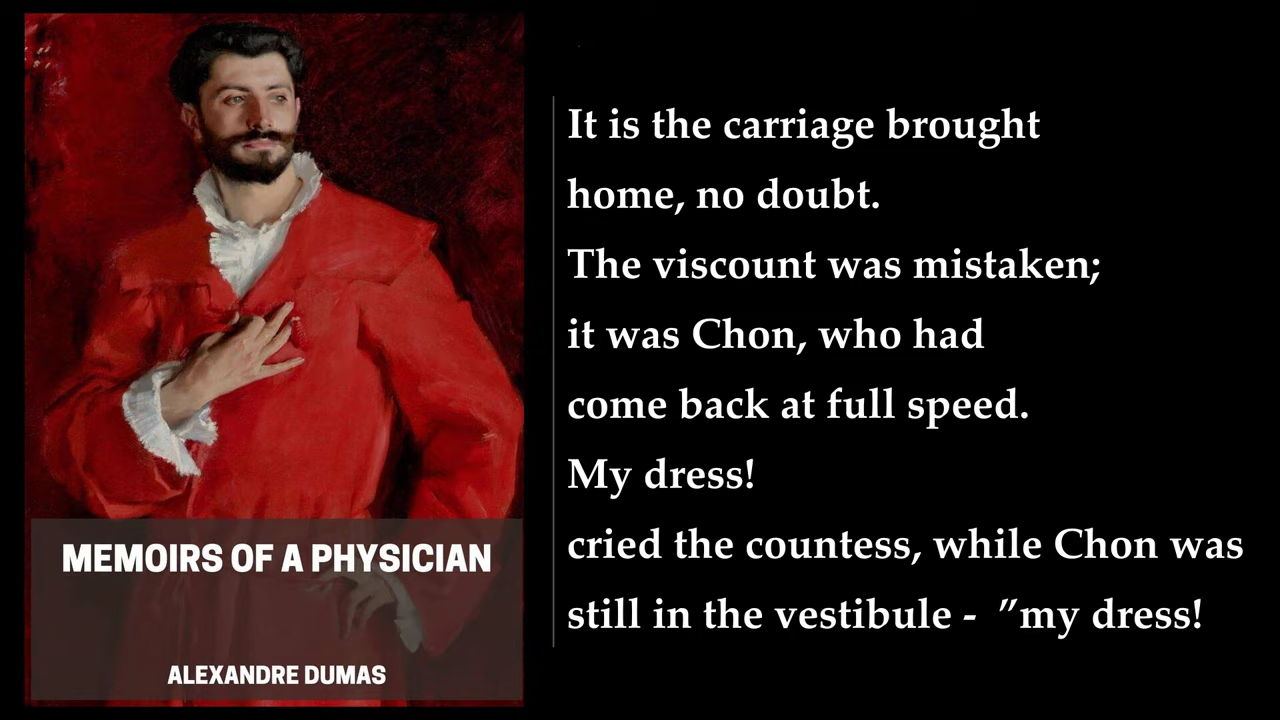 MEMOIRS OF A PHYSICIAN
ALEXANDRE DUMAS
It is the carriage brought
home, no doubt.
The viscount was mistaken;
it was Chon, who had
come back at full speed.
My dress!
cried the countess, while Chon was
still in the vestibule - ”my dress!